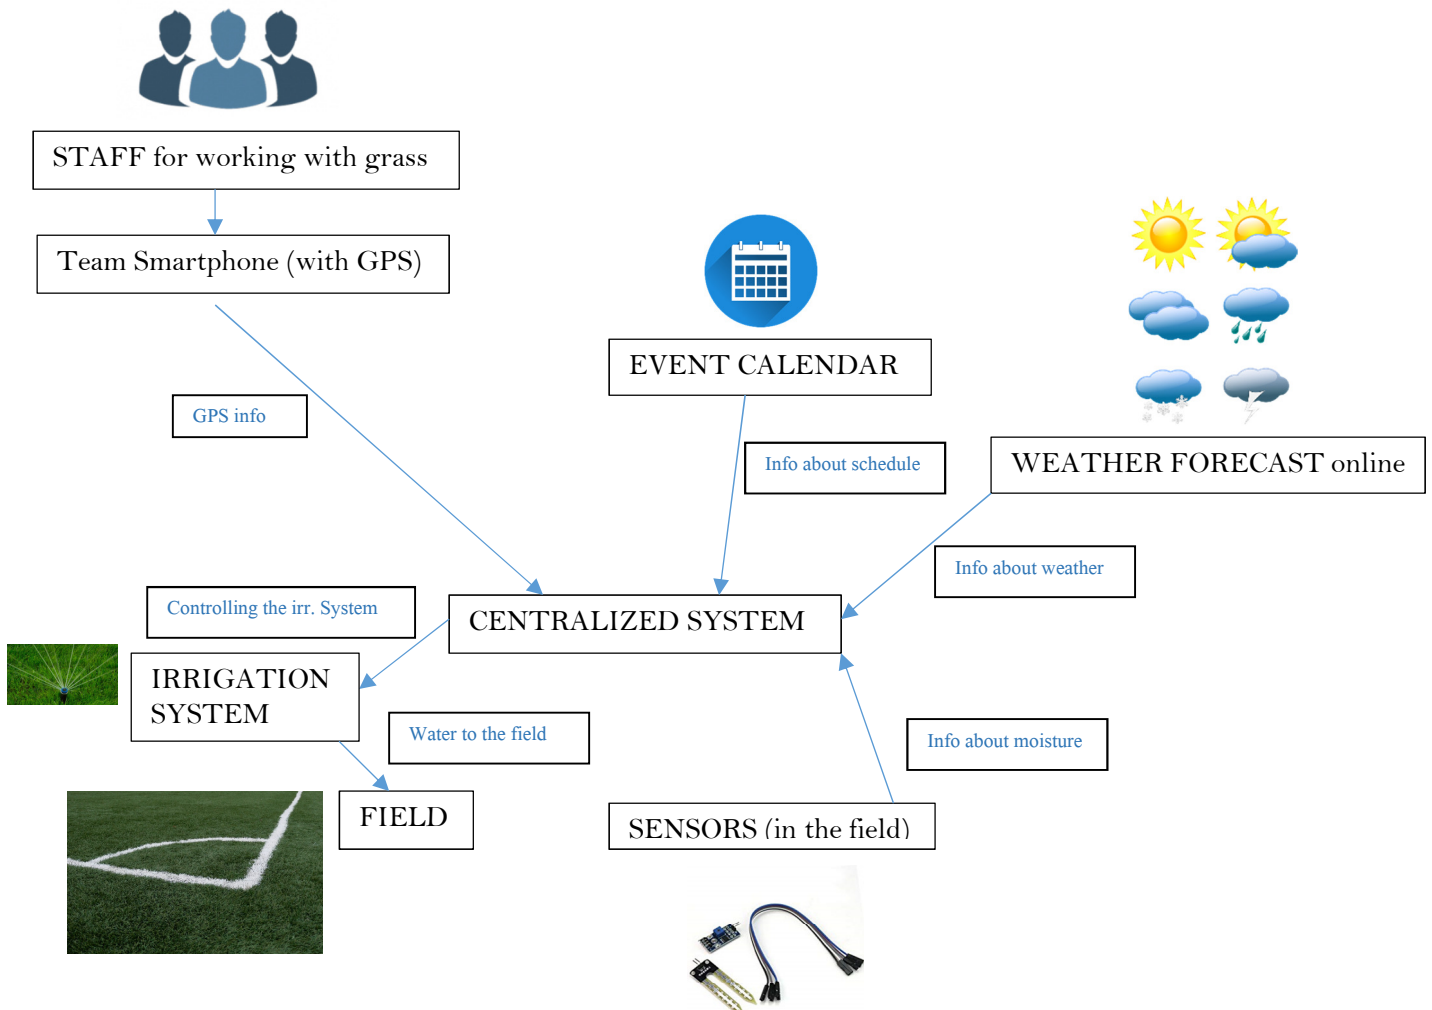 STAFF for working with grass
Team Smartphone (with GPS)
EVENT CALENDAR
GPS info
Info about schedule
WEATHER FORECAST online
Info about weather
Controlling the irr. System
CENTRALIZED SYSTEM
IRRIGATION
SYSTEM
Water to the field
Info about moisture
FIELD
SENSORS (in the field)